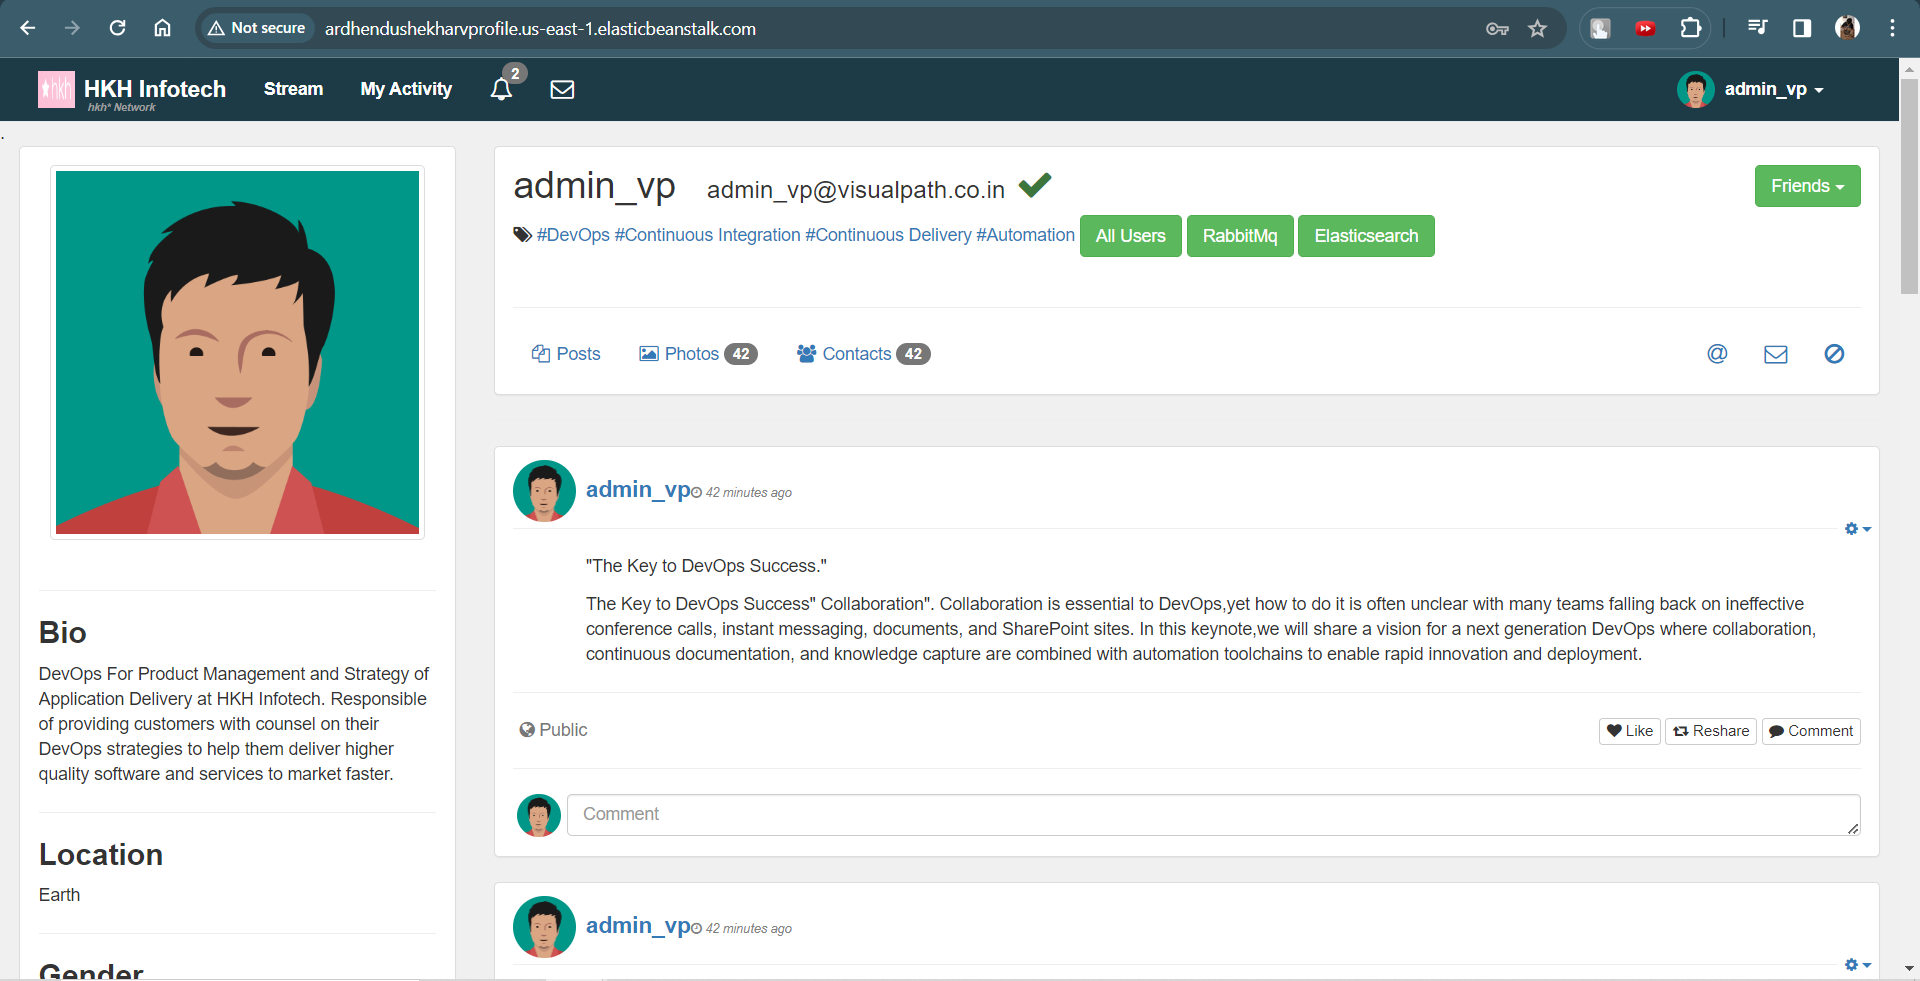 Not secure ardhendushekharvprofile.us-east-1.elasticbeanstalk.com
hkh HKH Infotech Stream My Activity 2 admin_vp
hkh* Network
.
admin_vp admin_vp@visualpath.co.in Friends
#DevOps #Continuous Integration #Continuous Delivery #Automation All Users RabbitMq Elasticsearch
Posts Photos 42 Contacts 42 @
Bio
DevOps For Product Management and Strategy of
Application Delivery at HKH Infotech. Responsible
of providing customers with counsel on their
DevOps strategies to help them deliver higher
quality software and services to market faster.
Location
Earth
Gender
admin_vp 42 minutes ago
"The Key to DevOps Success."
The Key to DevOps Success" Collaboration". Collaboration is essential to DevOps,yet how to do it is often unclear with many teams falling back on ineffective
conference calls, instant messaging, documents, and SharePoint sites. In this keynote,we will share a vision for a next generation DevOps where collaboration,
continuous documentation, and knowledge capture are combined with automation toolchains to enable rapid innovation and deployment.
Public Like Reshare Comment
Comment
admin_vp 42 minutes ago